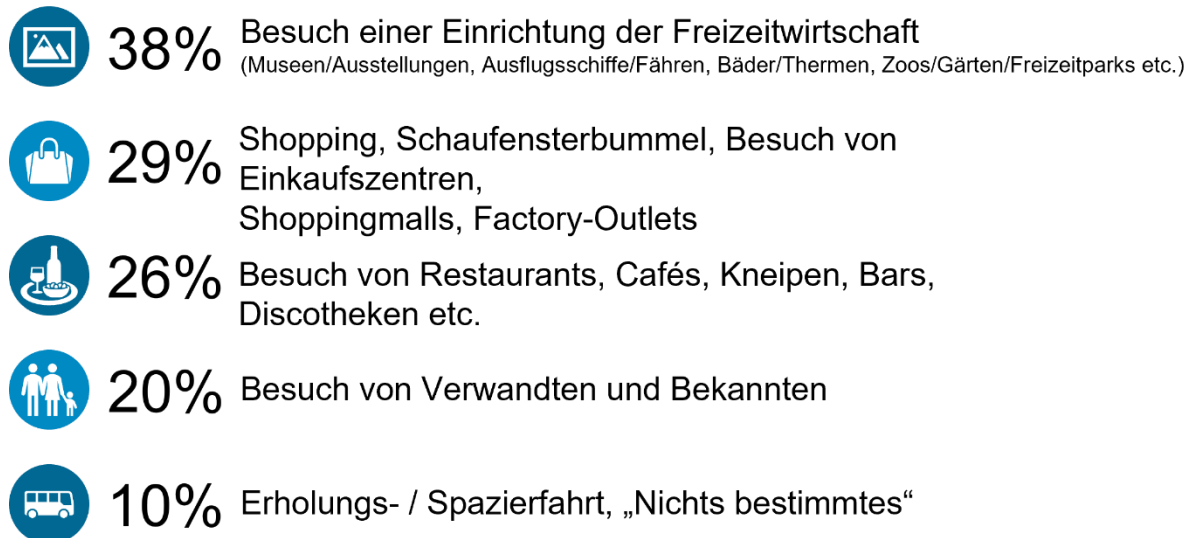 38% Besuch einer Einrichtung der Freizeitwirtschaft
(Museen/Ausstellungen, Ausflugsschiffe/Fähren, Bäder/Thermen, Zoos/Gärten/Freizeitparks etc.)
29% Shopping, Schaufensterbummel, Besuch von
Einkaufszentren,
Shoppingmalls, Factory-Outlets
26% Besuch von Restaurants, Cafés, Kneipen, Bars,
Discotheken etc.
20% Besuch von Verwandten und Bekannten
10% Erholungs- / Spazierfahrt, „Nichts bestimmtes“